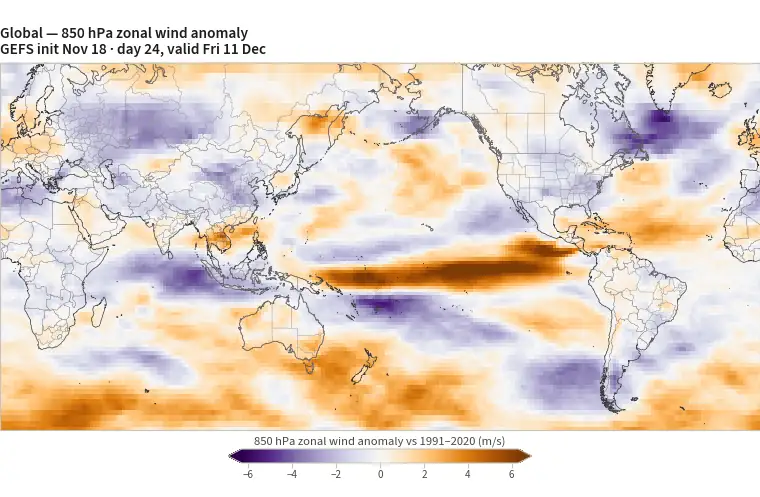 Global — 850 hPa zonal wind anomaly
GEFS init Nov 18 · day 24, valid Fri 11 Dec
850 hPa zonal wind anomaly vs 1991–2020 (m/s)
−6 −4 −2 0 2 4 6